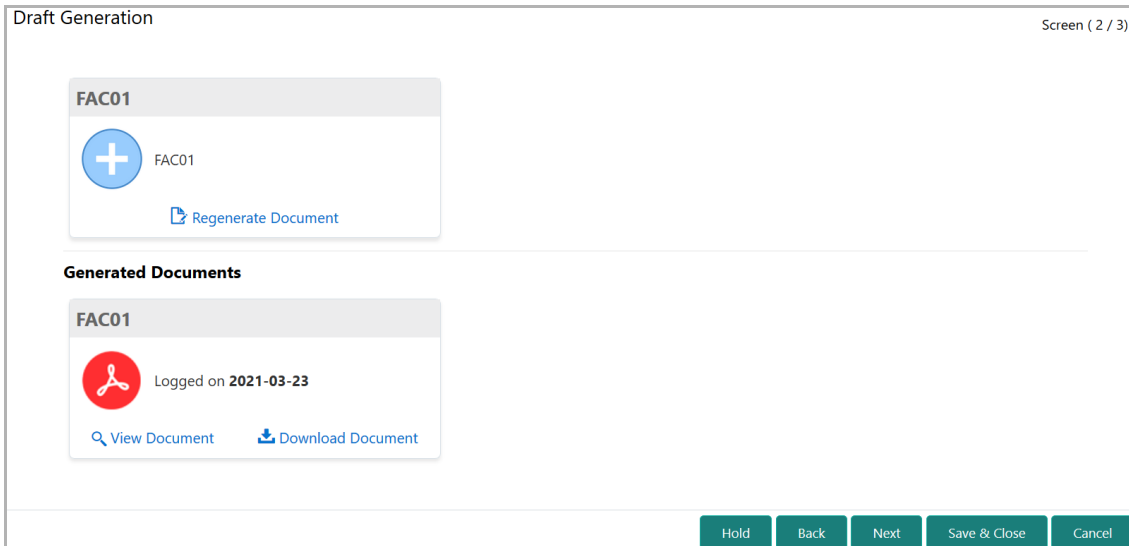 Draft Generation
Screen ( 2 / 3)
FAC01
FAC01
Regenerate Document
Generated Documents
FAC01
Logged on 2021-03-23
View Document Download Document
Hold Back Next Save & Close Cancel